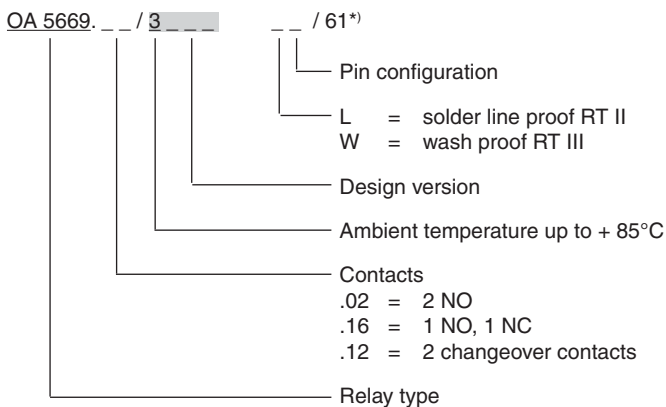 OA 5669. _ _ / 3 _ _ _ _ _ / 61*)
Pin configuration
L = solder line proof RT II
W = wash proof RT III
Design version
Ambient temperature up to + 85°C
Contacts
.02 = 2 NO
.16 = 1 NO, 1 NC
.12 = 2 changeover contacts
Relay type